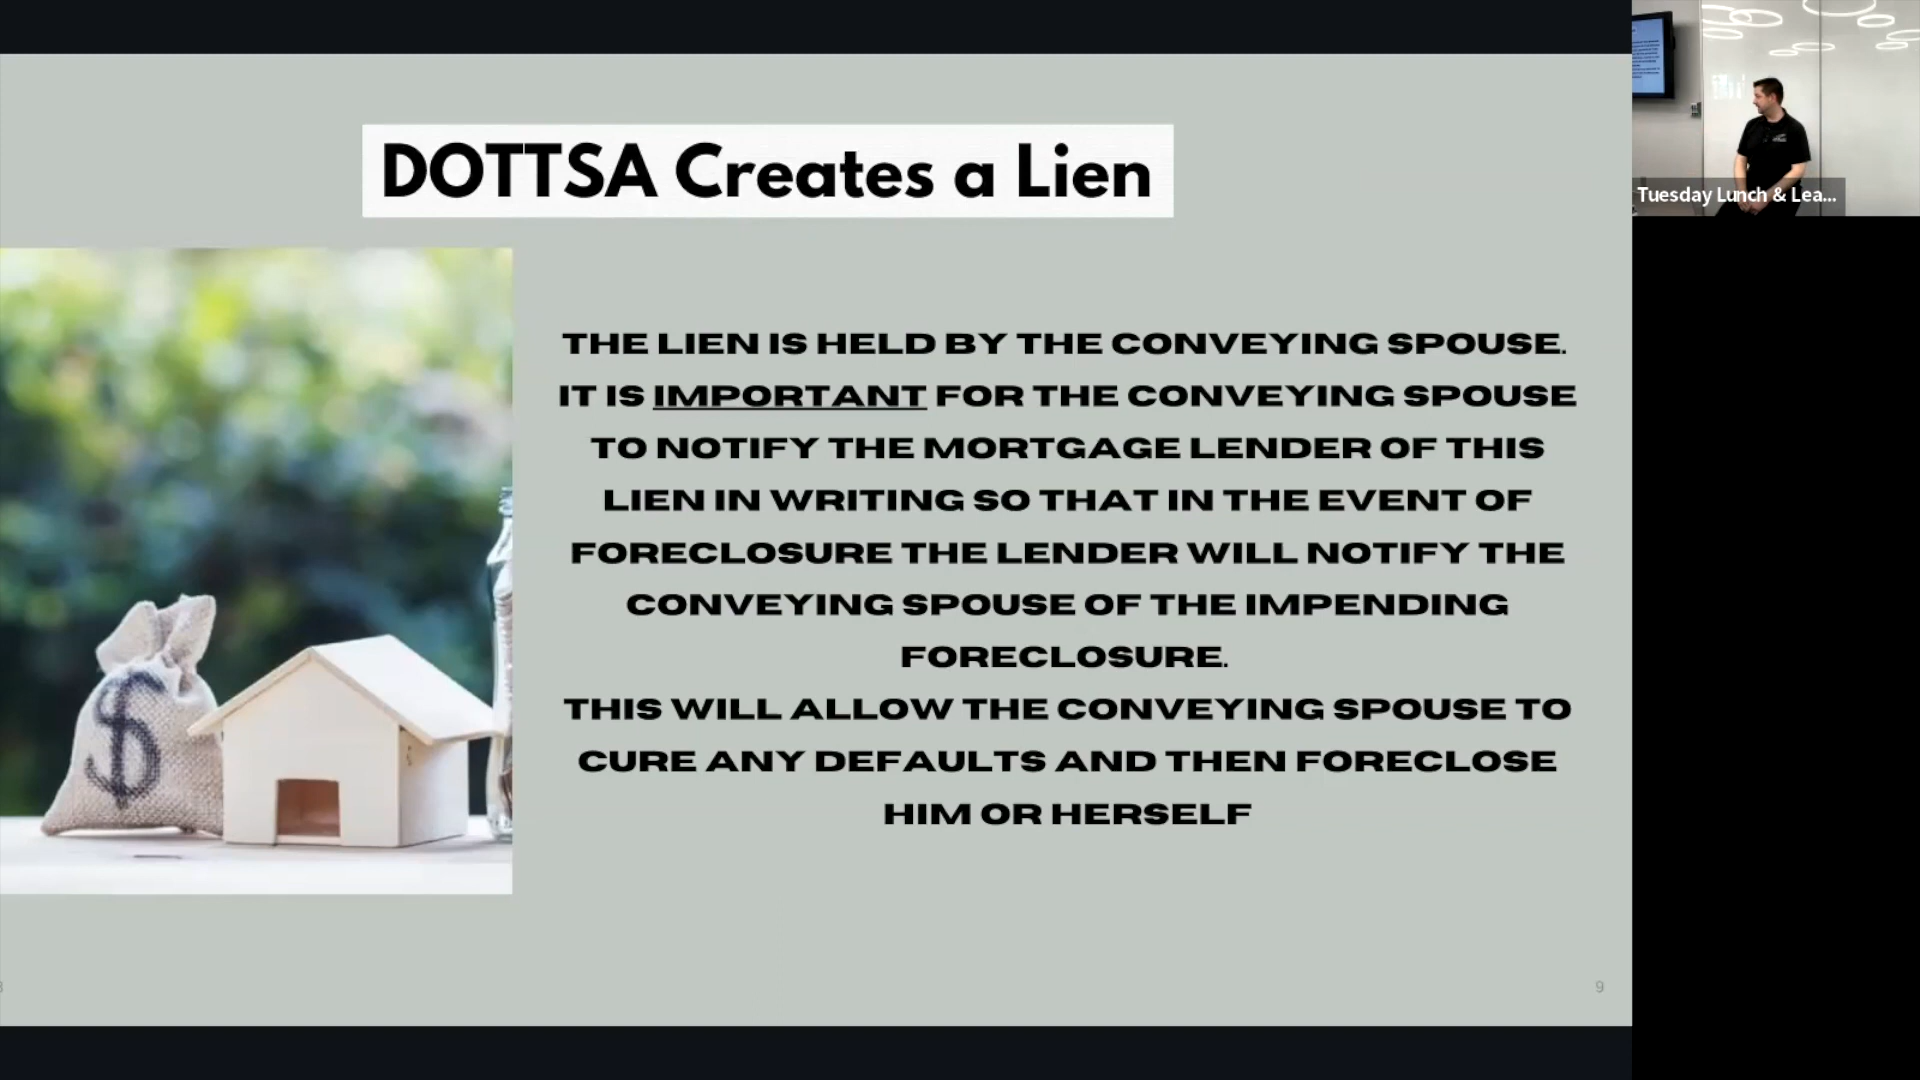 DOTTSA Creates a Lien
THE LIEN IS HELD BY THE CONVEYING SPOUSE.
IT IS IMPORTANT FOR THE CONVEYING SPOUSE
TO NOTIFY THE MORTGAGE LENDER OF THIS
LIEN IN WRITING SO THAT IN THE EVENT OF
FORECLOSURE THE LENDER WILL NOTIFY THE
CONVEYING SPOUSE OF THE IMPENDING
FORECLOSURE.
THIS WILL ALLOW THE CONVEYING SPOUSE TO
CURE ANY DEFAULTS AND THEN FORECLOSE
HIM OR HERSELF
$
9
Tuesday Lunch & Lea...